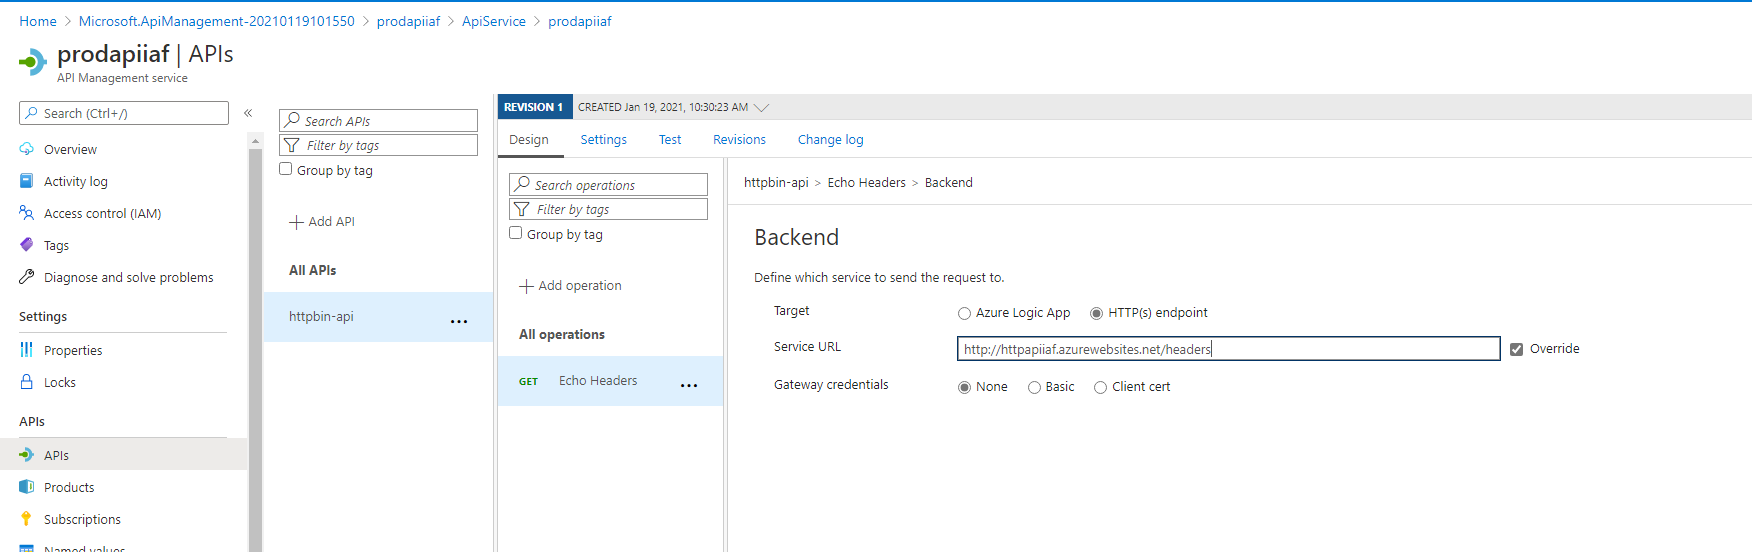 Home > Microsoft.ApiManagement-20210119101550 > prodapiiaf > ApiService > prodapiiaf
prodapiiaf | APIs
API Management service
Search (Ctrl+/)
«
Overview
Activity log
Access control (IAM)
Tags
Diagnose and solve problems
Settings
Properties
Locks
APIs
APIs
Products
Subscriptions
Named values
Search APIs
Filter by tags
Group by tag
+ Add API
All APIs
httpbin-api ...
REVISION 1 CREATED Jan 19, 2021, 10:30:23 AM
Design Settings Test Revisions Change log
Search operations
Filter by tags
Group by tag
+ Add operation
All operations
GET Echo Headers ...
httpbin-api > Echo Headers > Backend
Backend
Define which service to send the request to.
Target Azure Logic App HTTP(s) endpoint
Service URL http://httpapiiaf.azurewebsites.net/headers Override
Gateway credentials None Basic Client cert